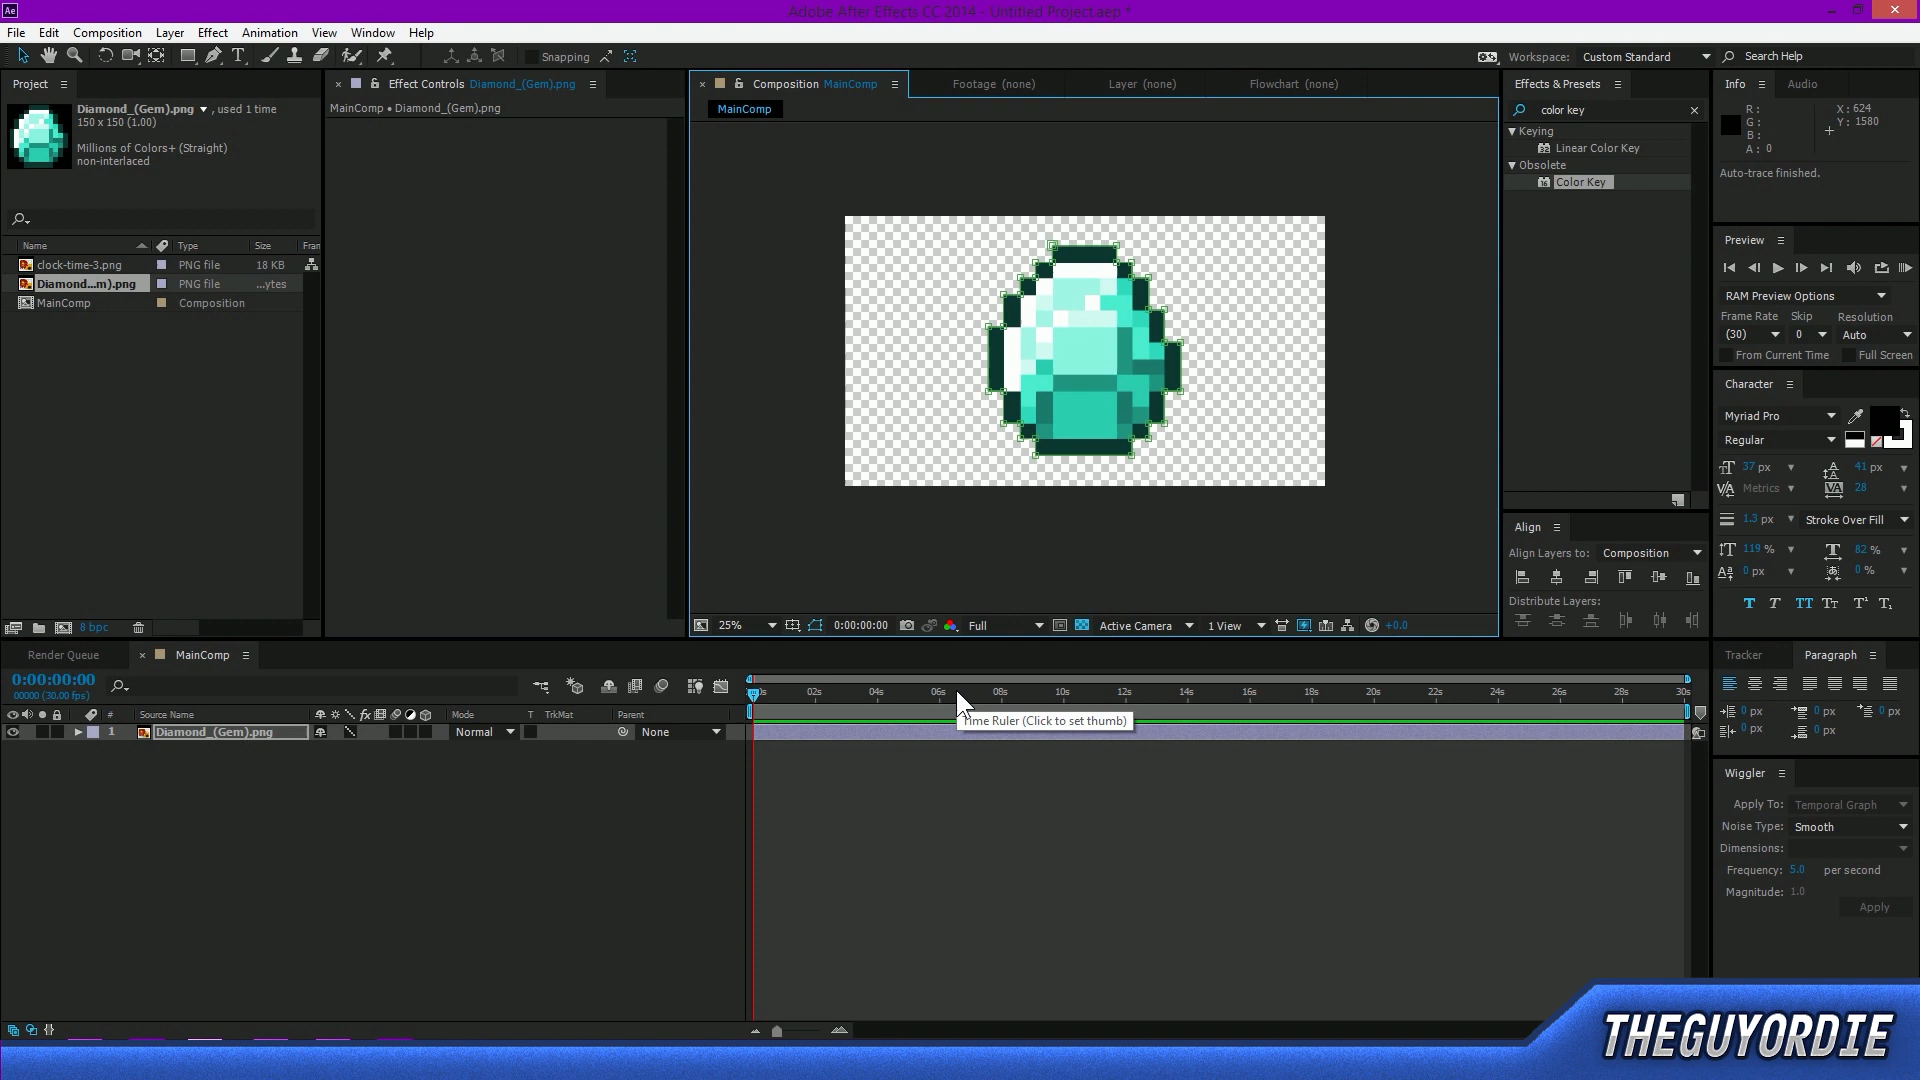 Ae
Adobe After Effects CC 2014 - Untitled Project.aep *
File Edit Composition Layer Effect Animation View Window Help
Snapping
Workspace: Custom Standard
Search Help
Project
Diamond_(Gem).png , used 1 time
150 x 150 (1.00)
Millions of Colors+ (Straight)
non-interlaced
Name Type Size Fran
clock-time-3.png PNG file 18 KB
Diamond...m).png PNG file ...ytes
MainComp Composition
8 bpc
Effect Controls Diamond_(Gem).png
MainComp • Diamond_(Gem).png
Composition MainComp Footage (none) Layer (none) Flowchart (none)
MainComp
25% 0:00:00:00 Full Active Camera 1 View +0.0
Effects & Presets
color key
Keying
Linear Color Key
Obsolete
Color Key
Align
Align Layers to: Composition
Distribute Layers:
Info Audio
R : X : 624
G : Y : 1580
B :
A : 0
Auto-trace finished.
Preview
RAM Preview Options
Frame Rate Skip Resolution
(30) 0 Auto
From Current Time Full Screen
Character
Myriad Pro
Regular
37 px 41 px
Metrics 28
1.3 px Stroke Over Fill
119 % 82 %
0 px 0 %
Tracker Paragraph
0 px 0 px 0 px
0 px 0 px
Wiggler
Apply To: Temporal Graph
Noise Type: Smooth
Dimensions:
Frequency: 5.0 per second
Magnitude: 1.0
Apply
Render Queue MainComp
0:00:00:00
00000 (30.00 fps)
# Source Name Mode T TrkMat Parent
1 Diamond_(Gem).png Normal None
02s 04s 06s 08s 10s 12s 14s 16s 18s 20s 22s 24s 26s 28s 30s
Time Ruler (Click to set thumb)
THEGUYORDIE